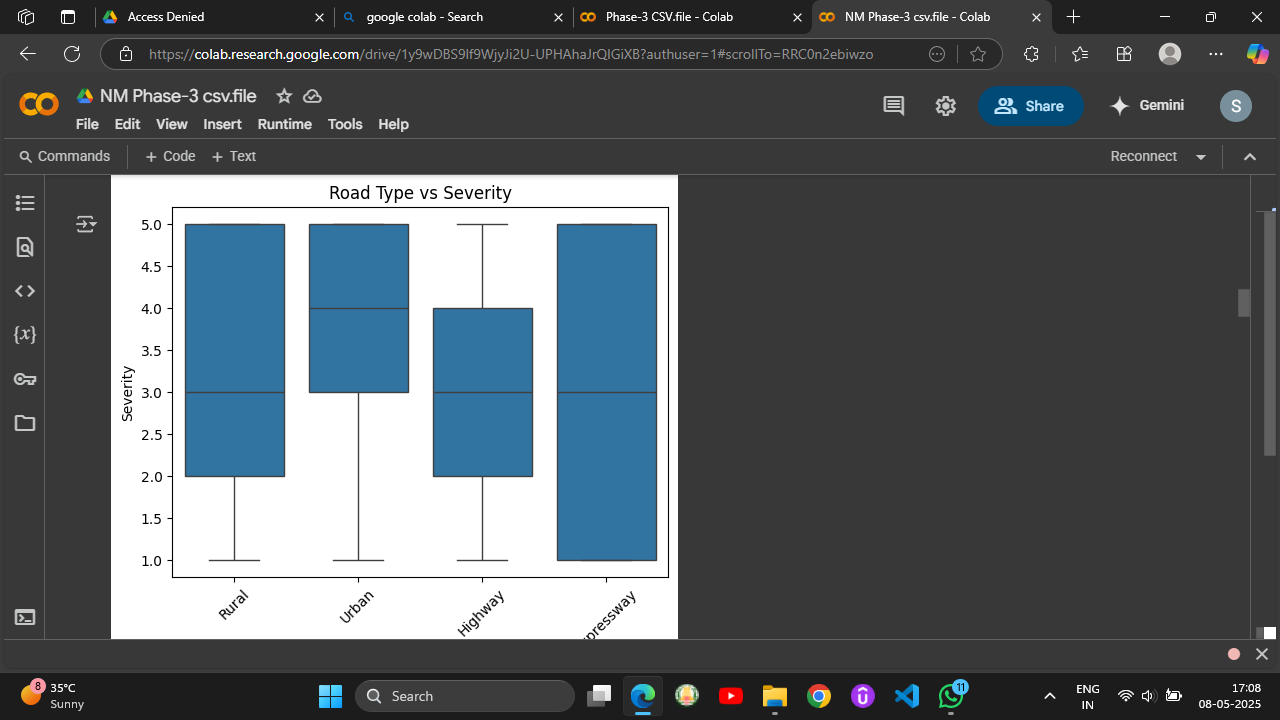 Access Denied
google colab - Search
Phase-3 CSV.file - Colab
NM Phase-3 csv.file - Colab
https://colab.research.google.com/drive/1y9wDBS9lf9WjyJi2U-UPHAhaJrQlGiXB?authuser=1#scrollTo=RRC0n2ebiwzo
CO
NM Phase-3 csv.file
Share
Gemini
S
File Edit View Insert Runtime Tools Help
Commands
+ Code
+ Text
Reconnect
Road Type vs Severity
5.0
4.5
4.0
3.5
3.0
2.5
2.0
1.5
1.0
Severity
Rural
Urban
Highway
pressway
{x}
8
35°C
Sunny
Search
11
ENG
IN
17:08
08-05-2025